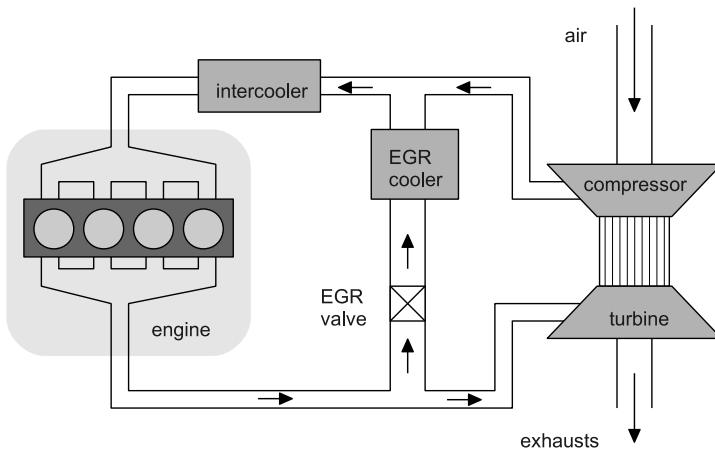 air
intercooler
EGR
cooler
compressor
EGR
valve
turbine
engine
exhausts